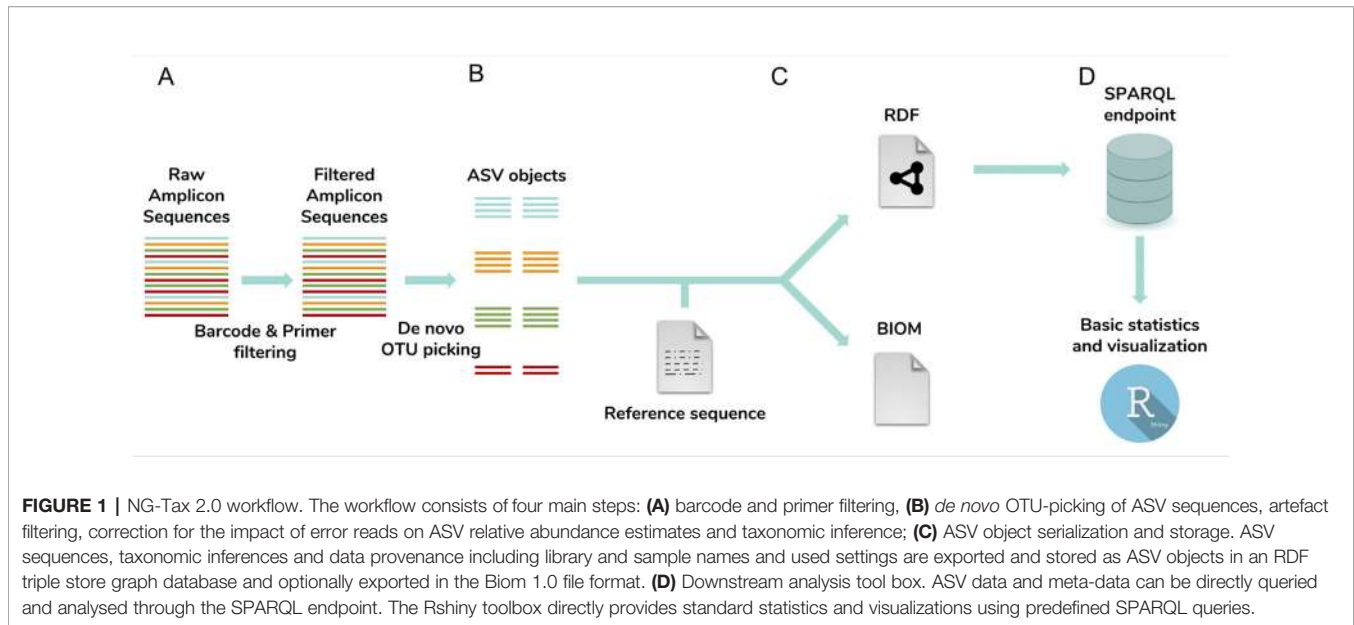 A
B
C
D
SPARQL
endpoint
RDF
Raw
Amplicon
Sequences
Filtered
Amplicon
Sequences
ASV objects
Barcode & Primer
filtering
De novo
OTU picking
Reference sequence
BIOM
Basic statistics
and visualization
R
Shiny
FIGURE 1 | NG-Tax 2.0 workflow. The workflow consists of four main steps: (A) barcode and primer filtering, (B) de novo OTU-picking of ASV sequences, artefact
filtering, correction for the impact of error reads on ASV relative abundance estimates and taxonomic inference; (C) ASV object serialization and storage. ASV
sequences, taxonomic inferences and data provenance including library and sample names and used settings are exported and stored as ASV objects in an RDF
triple store graph database and optionally exported in the Biom 1.0 file format. (D) Downstream analysis tool box. ASV data and meta-data can be directly queried
and analysed through the SPARQL endpoint. The Rshiny toolbox directly provides standard statistics and visualizations using predefined SPARQL queries.